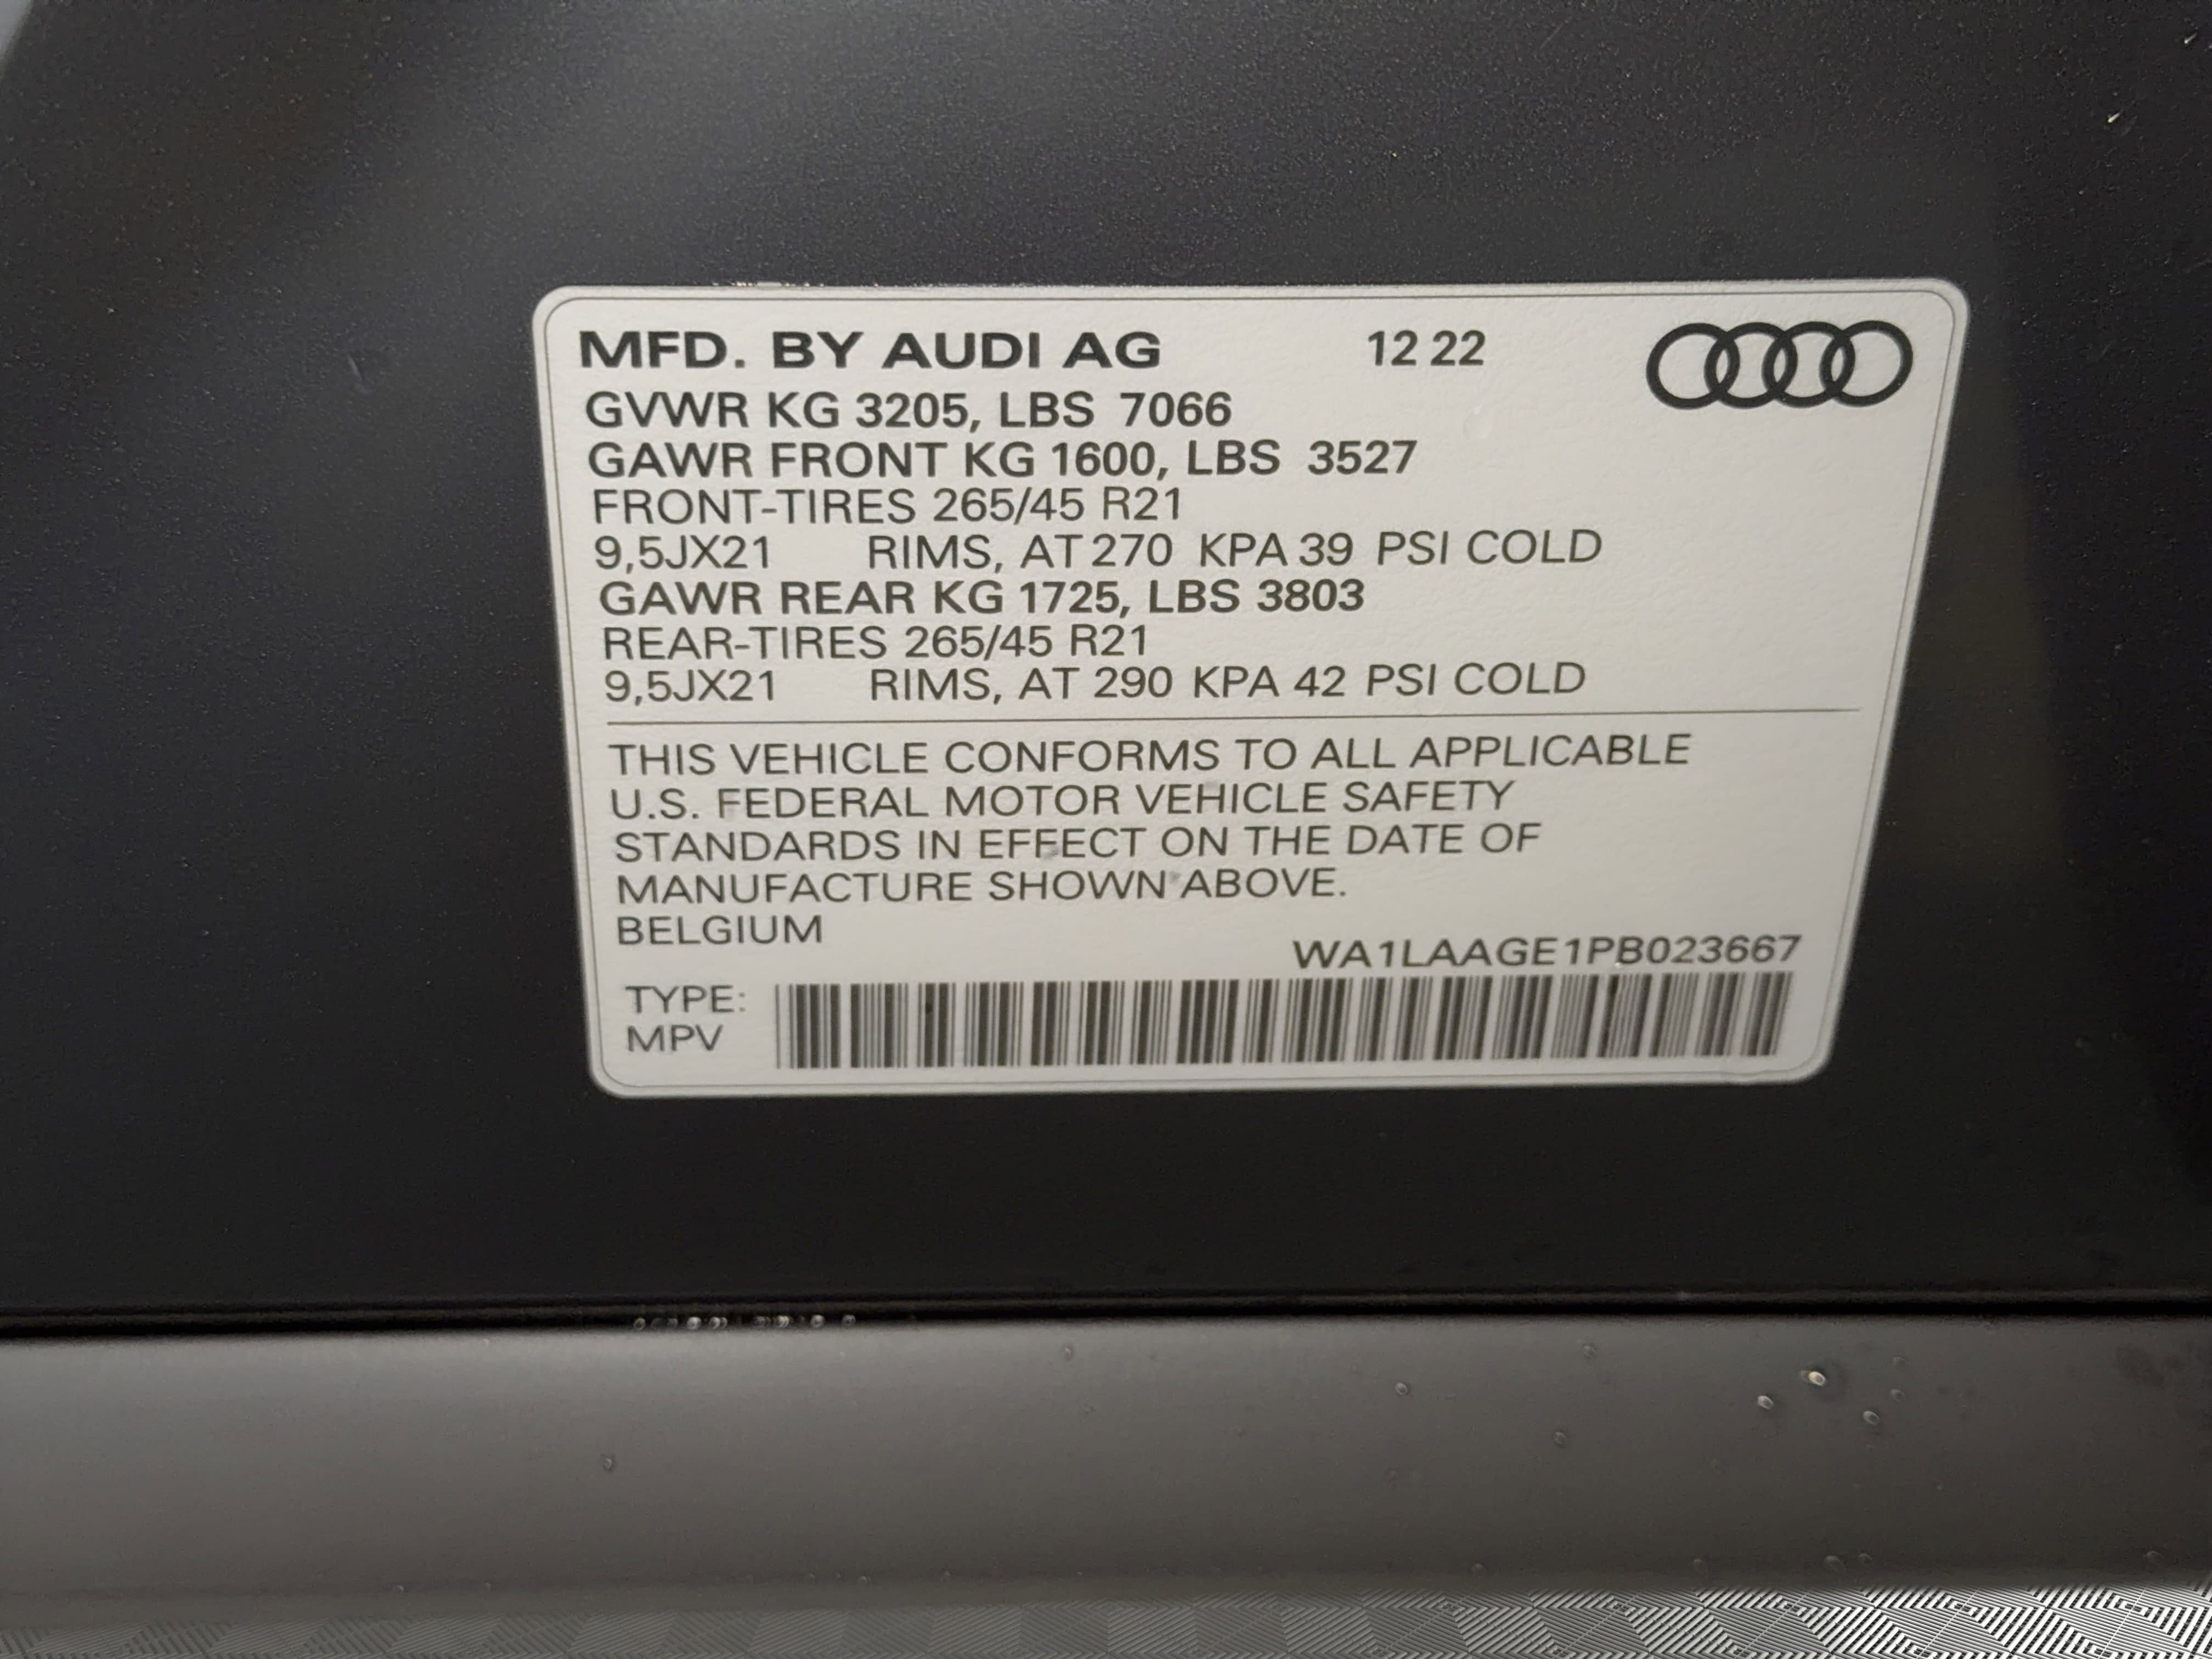 MFD. BY AUDI AG 12 22
GVWR KG 3205, LBS 7066
GAWR FRONT KG 1600, LBS 3527
FRONT-TIRES 265/45 R21
9,5JX21 RIMS, AT 270 KPA 39 PSI COLD
GAWR REAR KG 1725, LBS 3803
REAR-TIRES 265/45 R21
9,5JX21 RIMS, AT 290 KPA 42 PSI COLD
THIS VEHICLE CONFORMS TO ALL APPLICABLE
U.S. FEDERAL MOTOR VEHICLE SAFETY
STANDARDS IN EFFECT ON THE DATE OF
MANUFACTURE SHOWN ABOVE.
BELGIUM
WA1LAAGE1PB023667
TYPE:
MPV